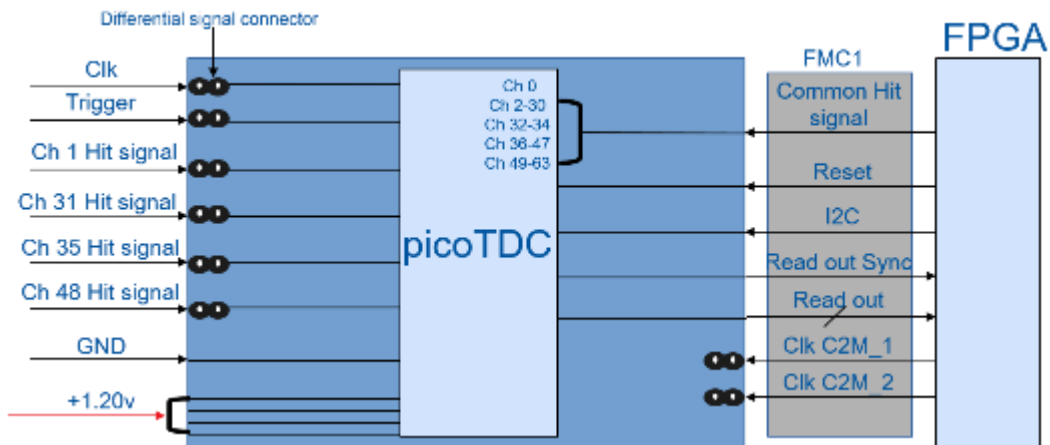 Differential signal connector
FPGA
FMC1
Clk
Trigger
Ch 1 Hit signal
Ch 31 Hit signal
Ch 35 Hit signal
Ch 48 Hit signal
GND
+1.20v
Ch 0
Ch 2-30
Ch 32-34
Ch 36-47
Ch 49-63
picoTDC
Common Hit
signal
Reset
I2C
Read out Sync
Read out
Clk C2M_1
Clk C2M_2